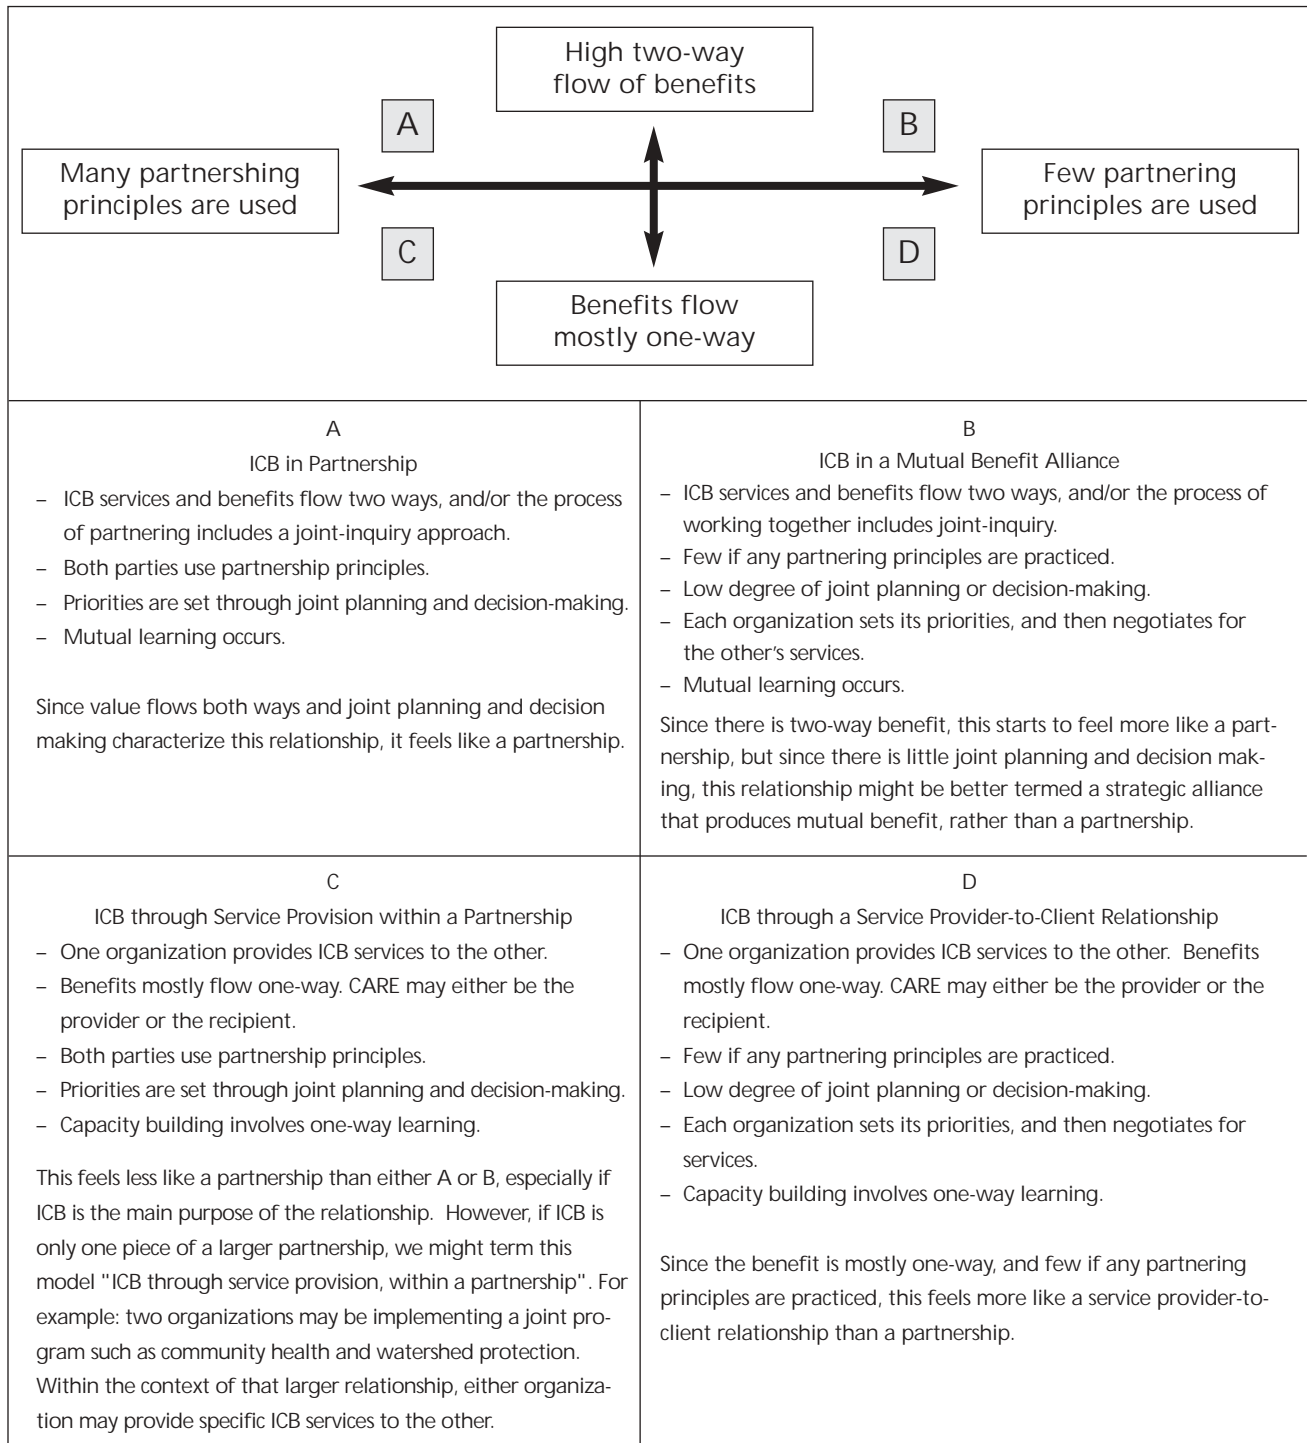 High two-way
flow of benefits
A
B
Many partnershing
principles are used
Few partnering
principles are used
C
D
Benefits flow
mostly one-way
A
ICB in Partnership
– ICB services and benefits flow two ways, and/or the process
of partnering includes a joint-inquiry approach.
– Both parties use partnership principles.
– Priorities are set through joint planning and decision-making.
– Mutual learning occurs.
Since value flows both ways and joint planning and decision
making characterize this relationship, it feels like a partnership.
B
ICB in a Mutual Benefit Alliance
– ICB services and benefits flow two ways, and/or the process of
working together includes joint-inquiry.
– Few if any partnering principles are practiced.
– Low degree of joint planning or decision-making.
– Each organization sets its priorities, and then negotiates for
the other's services.
– Mutual learning occurs.
Since there is two-way benefit, this starts to feel more like a part-
nership, but since there is little joint planning and decision mak-
ing, this relationship might be better termed a strategic alliance
that produces mutual benefit, rather than a partnership.
C
ICB through Service Provision within a Partnership
– One organization provides ICB services to the other.
– Benefits mostly flow one-way. CARE may either be the
provider or the recipient.
– Both parties use partnership principles.
– Priorities are set through joint planning and decision-making.
– Capacity building involves one-way learning.
This feels less like a partnership than either A or B, especially if
ICB is the main purpose of the relationship.  However, if ICB is
only one piece of a larger partnership, we might term this
model "ICB through service provision, within a partnership". For
example: two organizations may be implementing a joint pro-
gram such as community health and watershed protection.
Within the context of that larger relationship, either organiza-
tion may provide specific ICB services to the other.
D
ICB through a Service Provider-to-Client Relationship
– One organization provides ICB services to the other.  Benefits
mostly flow one-way. CARE may either be the provider or the
recipient.
– Few if any partnering principles are practiced.
– Low degree of joint planning or decision-making.
– Each organization sets its priorities, and then negotiates for
services.
– Capacity building involves one-way learning.
Since the benefit is mostly one-way, and few if any partnering
principles are practiced, this feels more like a service provider-to-
client relationship than a partnership.